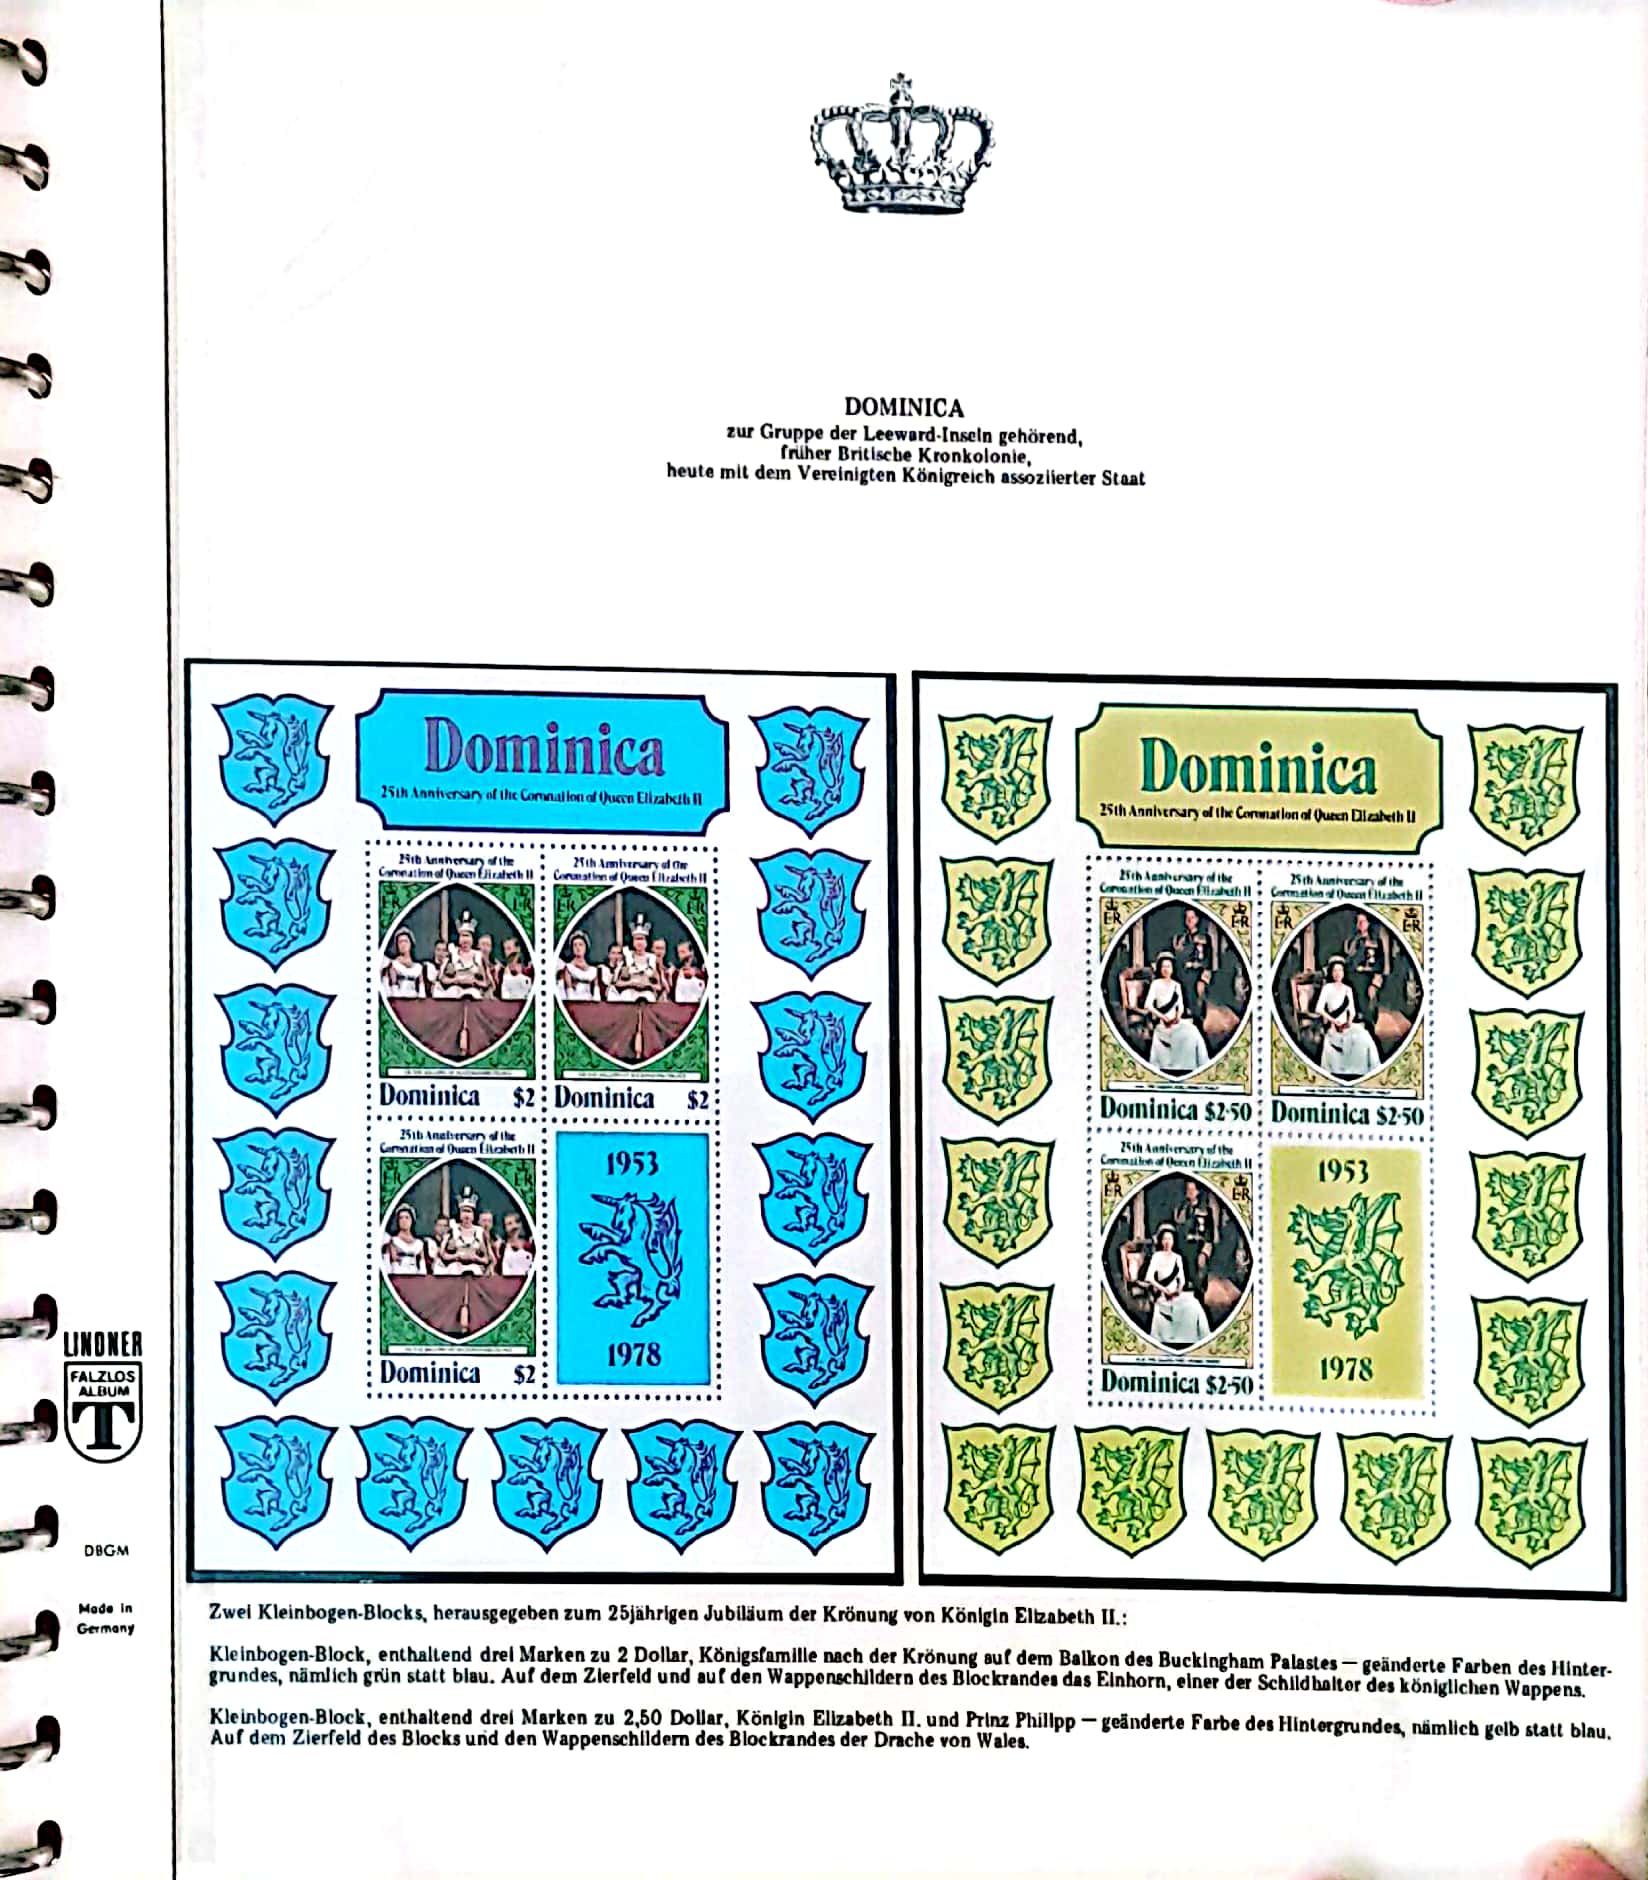 DOMINICA
zur Gruppe der Leeward-Inseln gehörend,
früher Britische Kronkolonie,
heute mit dem Vereinigten Königreich assoziierter Staat
Dominica
25th Anniversary of the Coronation of Queen Elizabeth II
25th Anniversary of the
Coronation of Queen Elizabeth II
25th Anniversary of the
Coronation of Queen Elizabeth II
ER ER
ER ER
Dominica $2
Dominica $2
25th Anniversary of the
Coronation of Queen Elizabeth II
ER ER
Dominica $2
1953
1978
Dominica
25th Anniversary of the Coronation of Queen Elizabeth II
25th Anniversary of the
Coronation of Queen Elizabeth II
25th Anniversary of the
Coronation of Queen Elizabeth II
ER ER
ER ER
Dominica $2·50
Dominica $2·50
25th Anniversary of the
Coronation of Queen Elizabeth II
ER ER
Dominica $2·50
1953
1978
LINDNER
FALZLOS
ALBUM
T
DBGM
Made in
Germany
Zwei Kleinbogen-Blocks, herausgegeben zum 25jährigen Jubiläum der Krönung von Königin Elizabeth II.:
Kleinbogen-Block, enthaltend drei Marken zu 2 Dollar, Königsfamilie nach der Krönung auf dem Balkon des Buckingham Palastes — geänderte Farben des Hinter-
grundes, nämlich grün statt blau. Auf dem Zierfeld und auf den Wappenschildern des Blockrandes das Einhorn, einer der Schildhalter des königlichen Wappens.
Kleinbogen-Block, enthaltend drei Marken zu 2,50 Dollar, Königin Elizabeth II. und Prinz Philipp — geänderte Farbe des Hintergrundes, nämlich gelb statt blau.
Auf dem Zierfeld des Blocks und den Wappenschildern des Blockrandes der Drache von Wales.